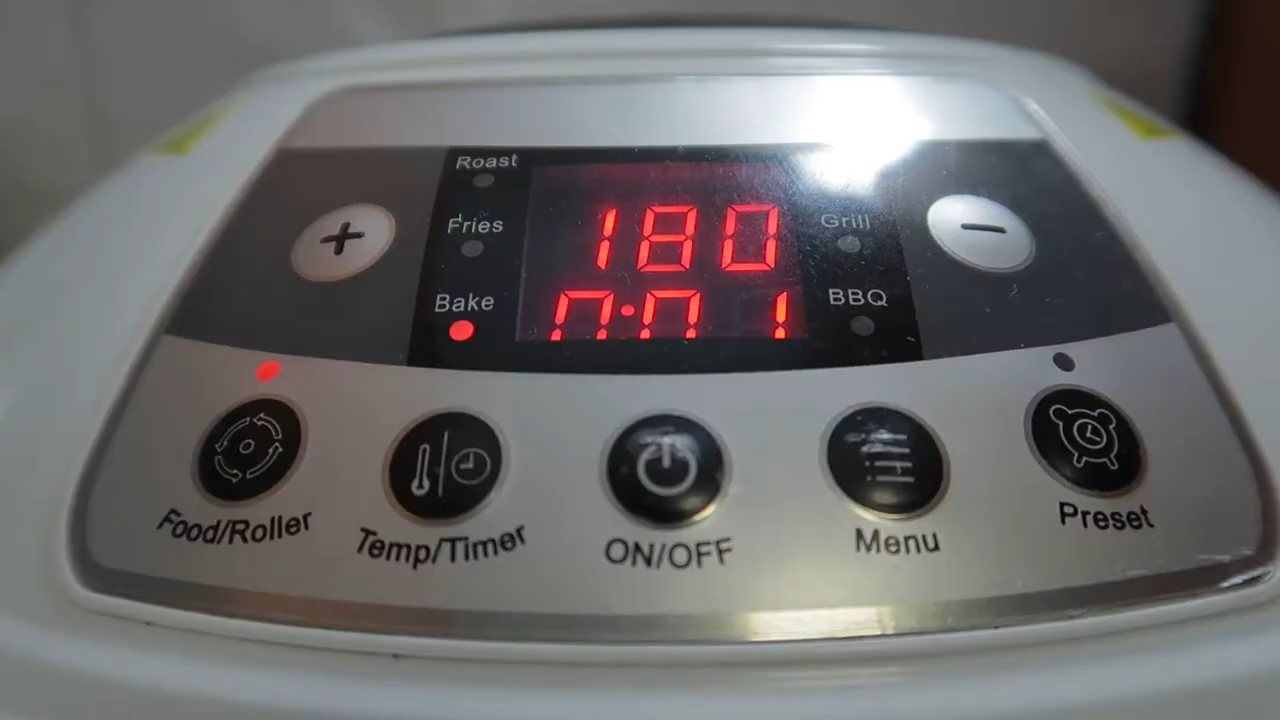 Roast
180
Fries
Grill
Bake
BBQ
Food/Roller
Temp/Timer
ON/OFF
Menu
Preset